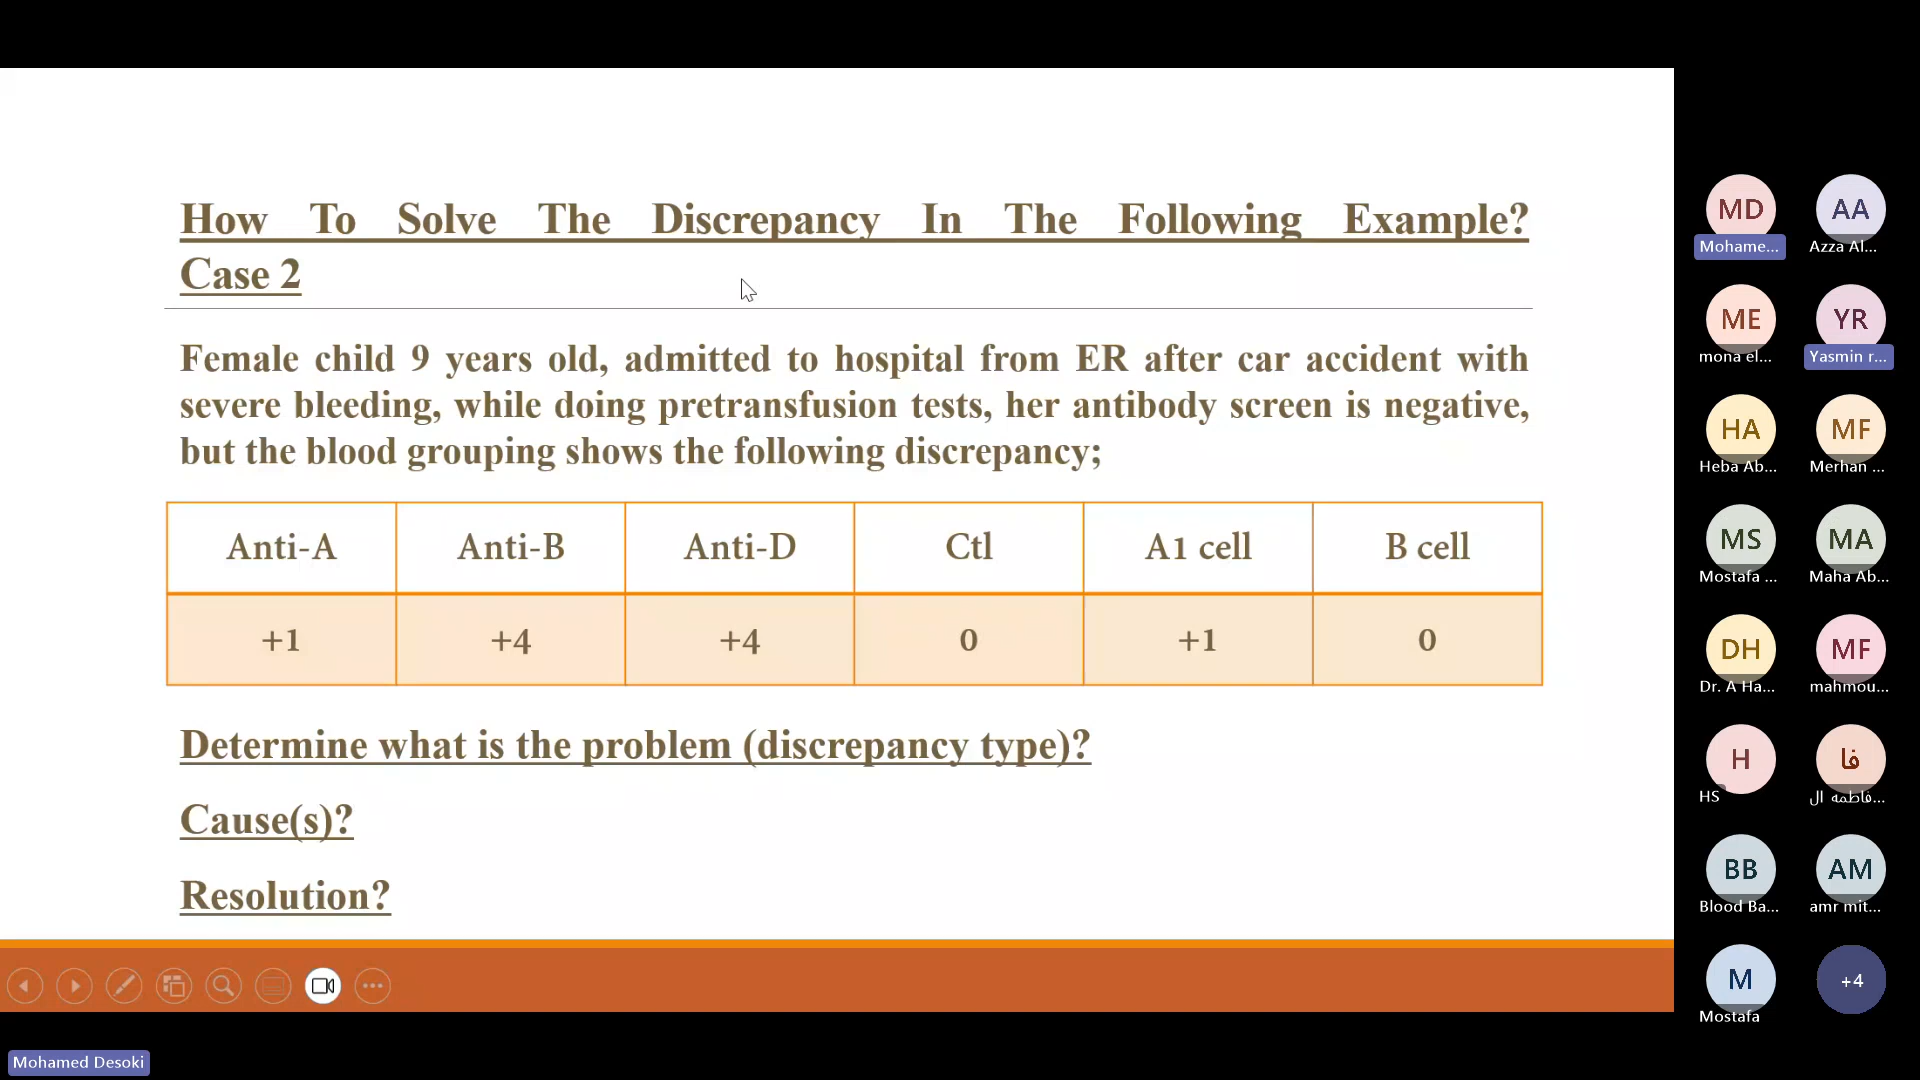 How To Solve The Discrepancy In The Following Example?
Case 2
Female child 9 years old, admitted to hospital from ER after car accident with
severe bleeding, while doing pretransfusion tests, her antibody screen is negative,
but the blood grouping shows the following discrepancy;
Anti-A Anti-B Anti-D Ctl A1 cell B cell
+1 +4 +4 0 +1 0
Determine what is the problem (discrepancy type)?
Cause(s)?
Resolution?
MD AA
Mohame... Azza Al...
ME YR
mona el... Yasmin r...
HA MF
Heba Ab... Merhan ...
MS MA
Mostafa ... Maha Ab...
DH MF
Dr. A Ha... mahmou...
H فا
HS فاطمه ال...
BB AM
Blood Ba... amr mit...
M +4
Mostafa
Mohamed Desoki